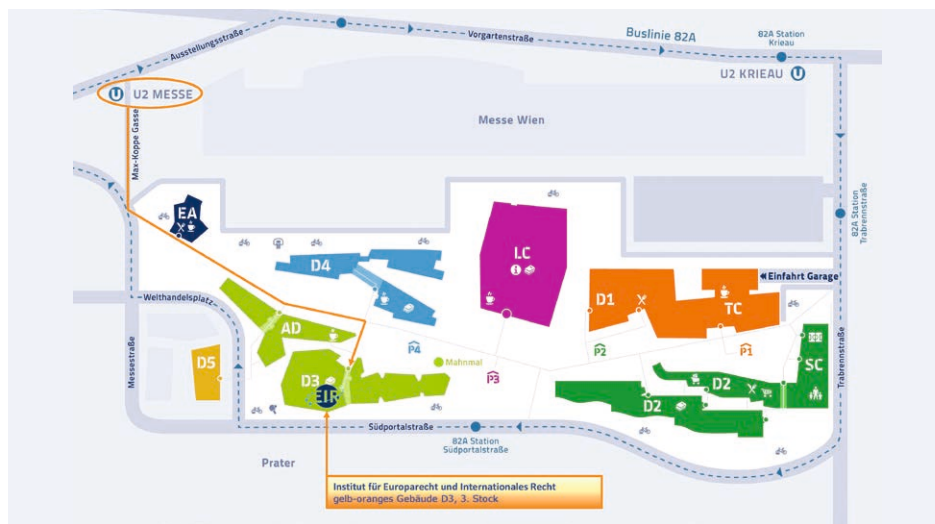 Ausstellungsstraße
Vorgartenstraße
Buslinie 82A
82A Station
Krieau
U2 KRIEAU U
U U2 MESSE
Max-Koppe Gasse
Messe Wien
EA
D4
LC
i
82A Station
Trabrennstraße
Einfahrt Garage
D1
TC
Welthandelsplatz
AD
P4
P2
P1
Mahnmal
P3
Messestraße
D5
D3
EIR
D2
D2
SC
Trabrennstraße
Südportalstraße
82A Station
Südportalstraße
Prater
Institut für Europarecht und Internationales Recht
gelb-oranges Gebäude D3, 3. Stock